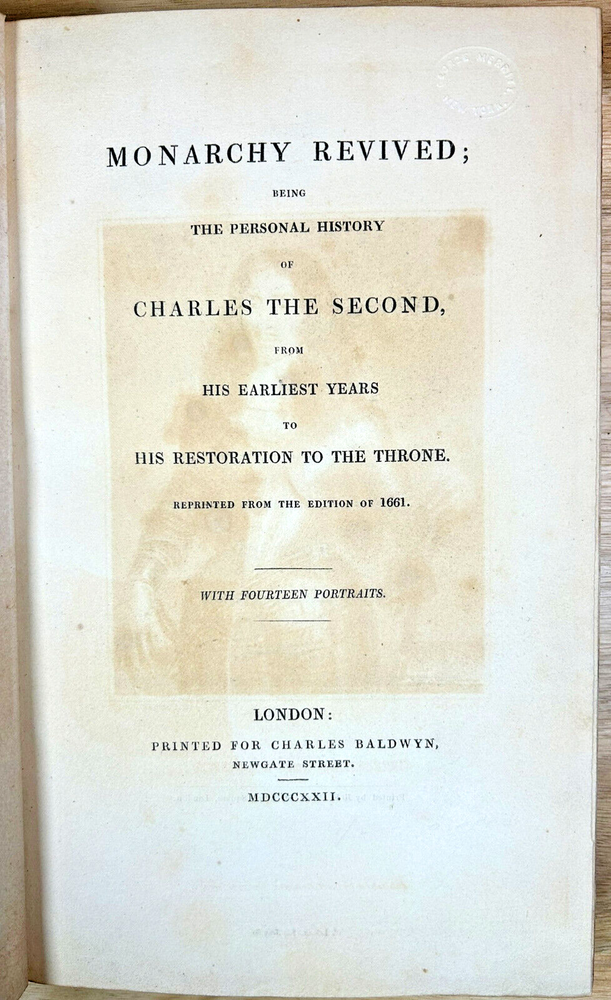 MONARCHY REVIVED;
BEING
THE PERSONAL HISTORY
OF
CHARLES THE SECOND,
FROM
HIS EARLIEST YEARS
TO
HIS RESTORATION TO THE THRONE.
REPRINTED FROM THE EDITION OF 1661.
WITH FOURTEEN PORTRAITS.
LONDON:
PRINTED FOR CHARLES BALDWYN,
NEWGATE STREET.
MDCCCXXII.